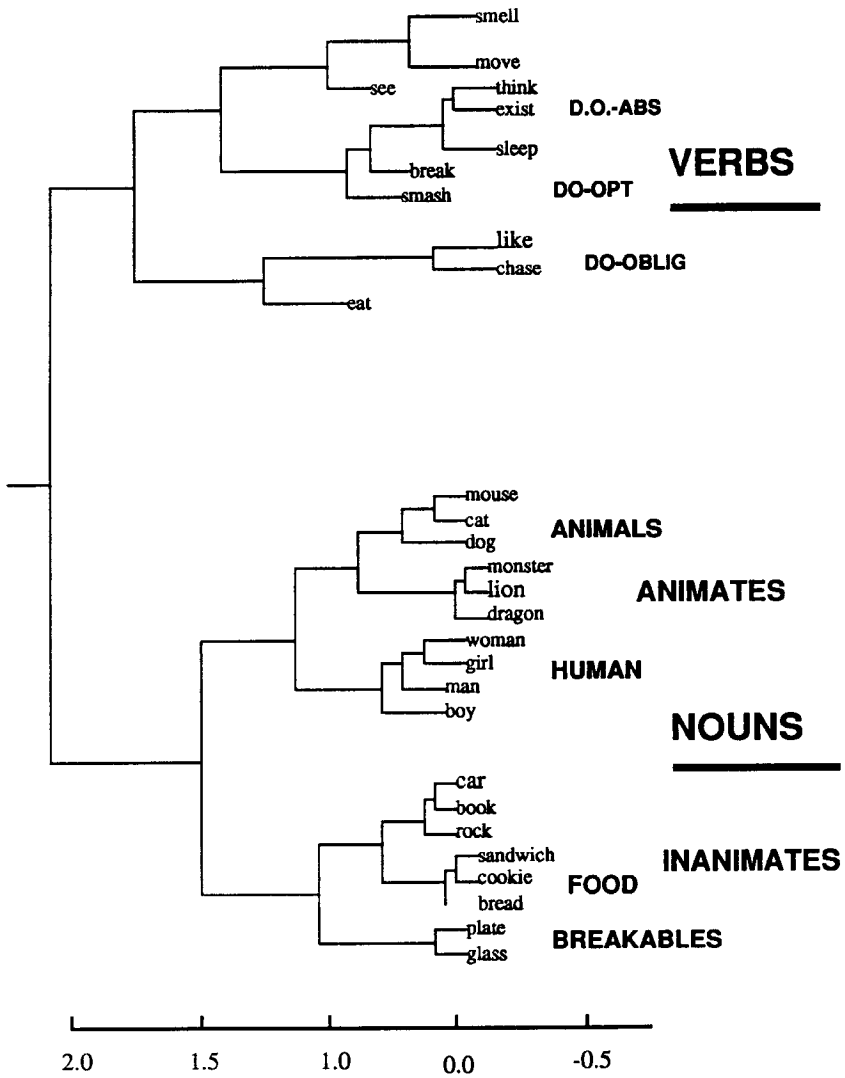 smell
move
see
think
exist
D.O.-ABS
sleep
VERBS
break
smash
DO-OPT
like
chase
DO-OBLIG
eat
mouse
cat
ANIMALS
dog
monster
lion
ANIMATES
dragon
woman
girl
HUMAN
man
boy
NOUNS
car
book
rock
sandwich
INANIMATES
cookie
FOOD
bread
plate
BREAKABLES
glass
2.0 1.5 1.0 0.0 -0.5